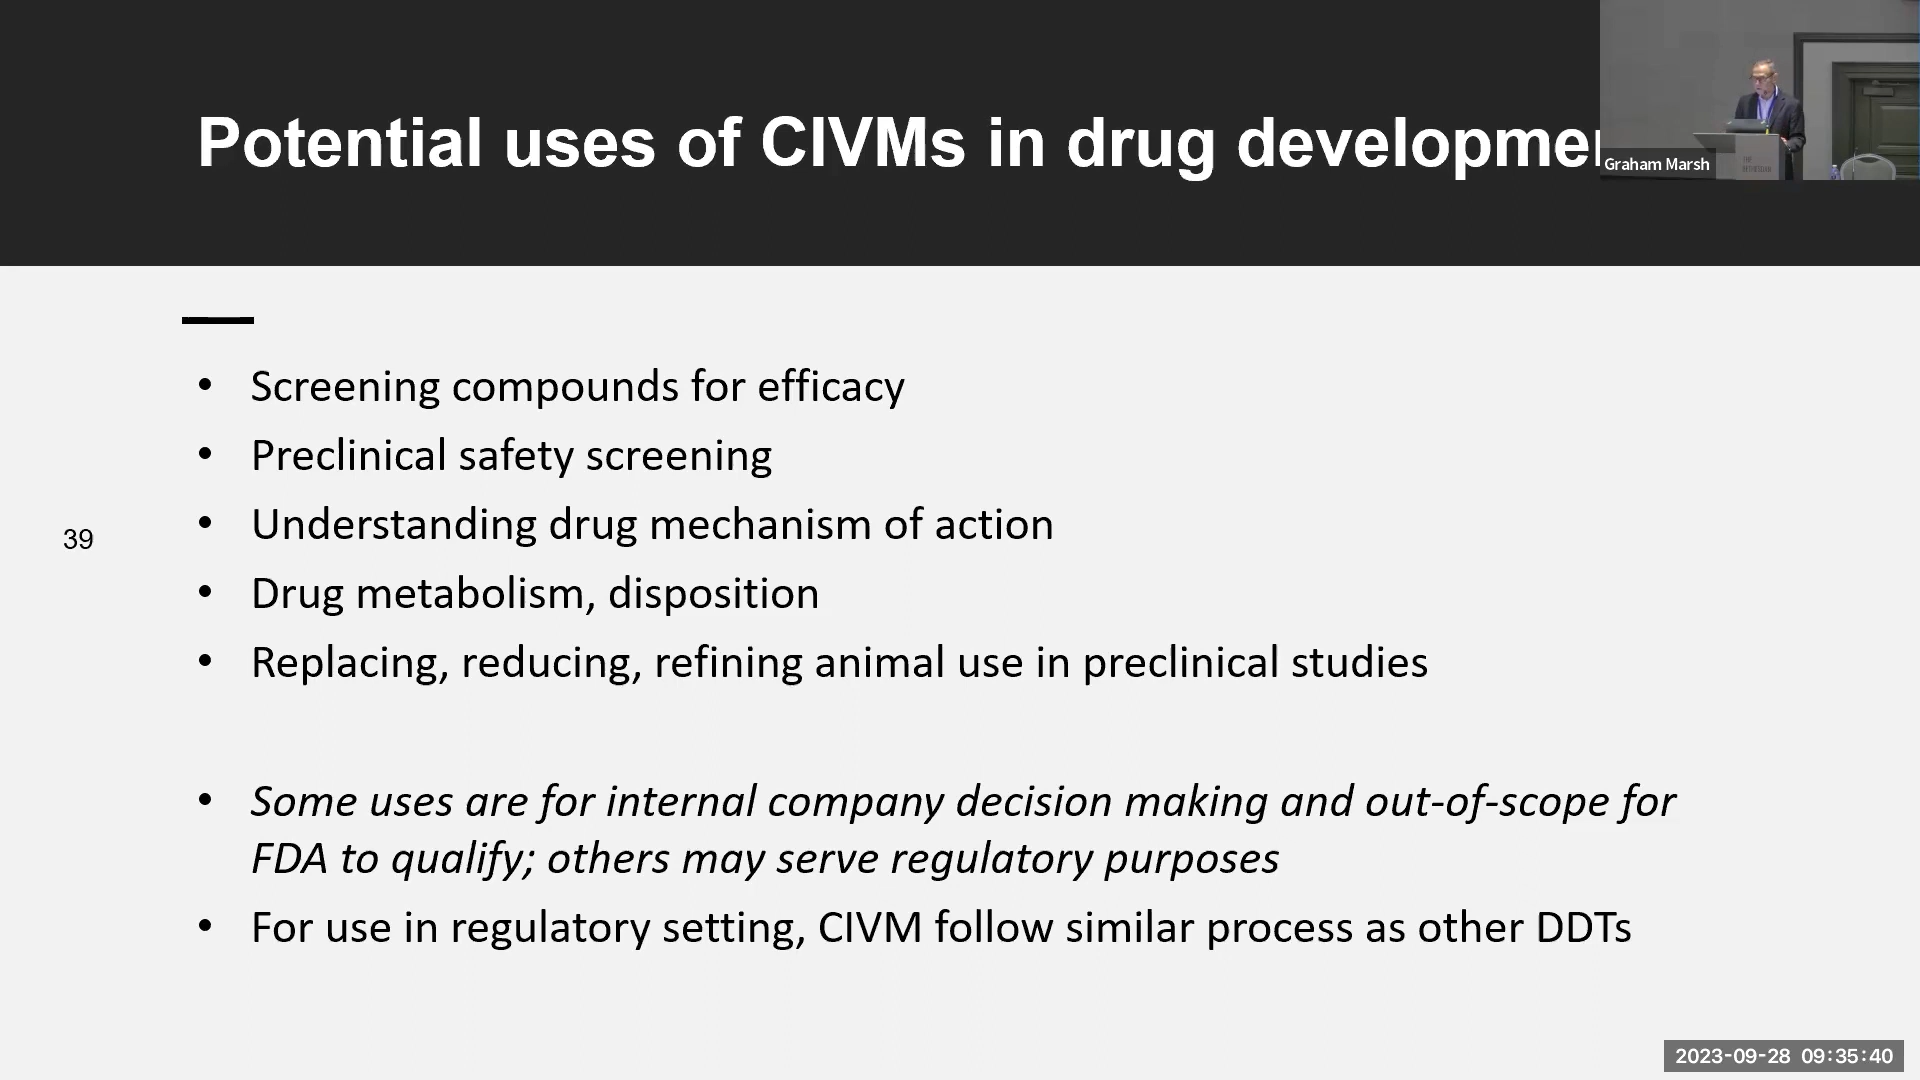 Potential uses of CIVMs in drug developmen
Graham Marsh
• Screening compounds for efficacy
• Preclinical safety screening
• Understanding drug mechanism of action
39
• Drug metabolism, disposition
• Replacing, reducing, refining animal use in preclinical studies
• Some uses are for internal company decision making and out-of-scope for
FDA to qualify; others may serve regulatory purposes
• For use in regulatory setting, CIVM follow similar process as other DDTs
2023-09-28 09:35:40